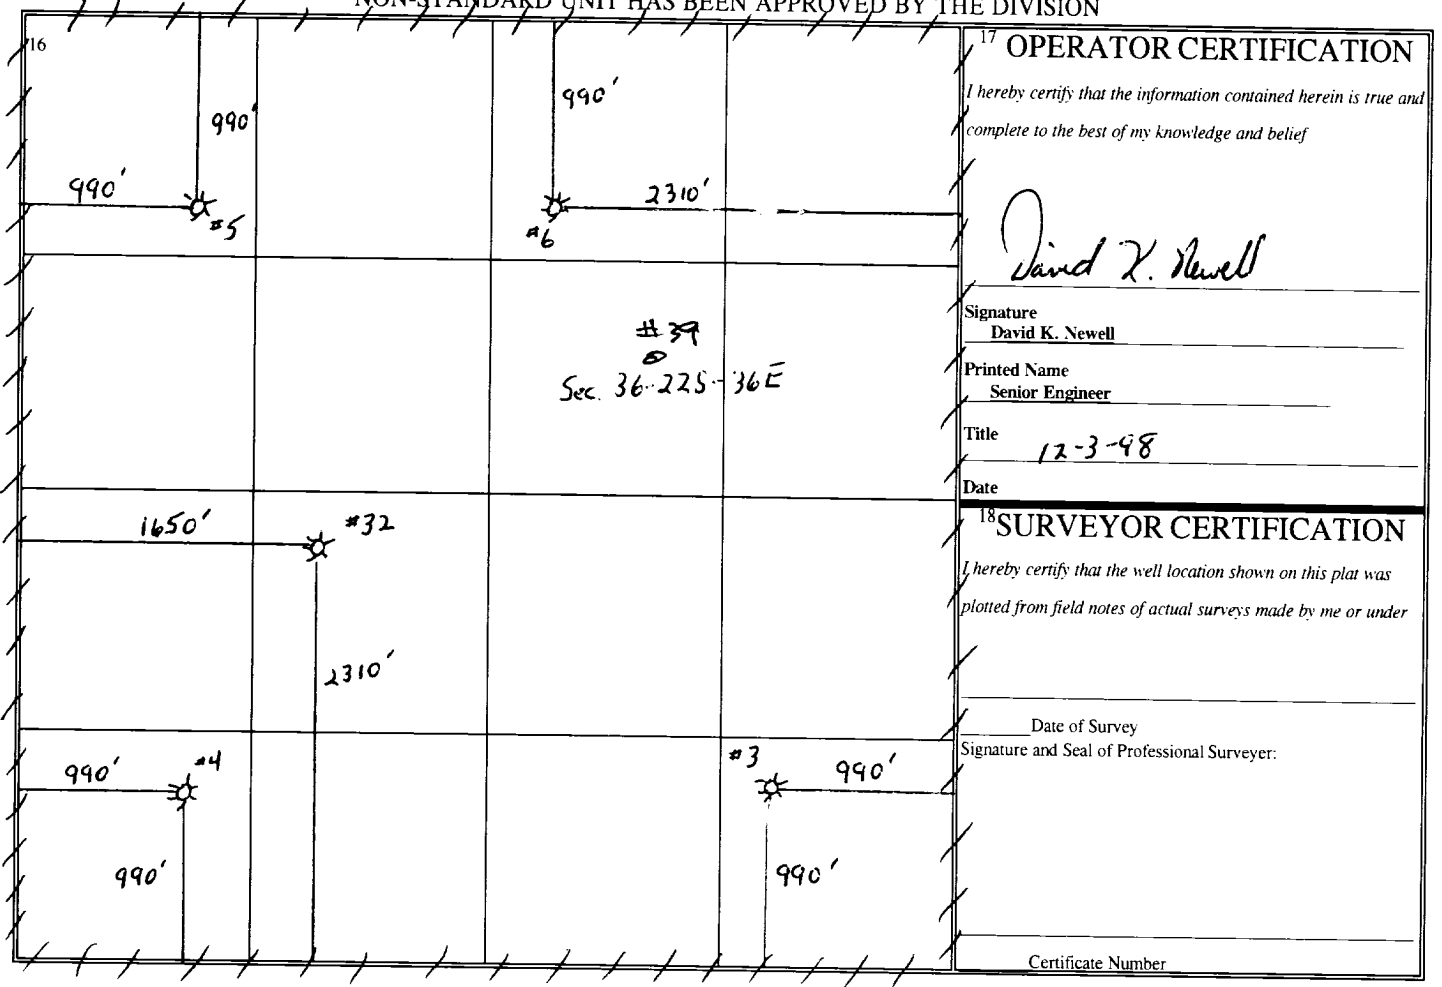 NON-STANDARD UNIT HAS BEEN APPROVED BY THE DIVISION
16
990'
990'
#5
990'
2310'
#6
#39
Sec. 36-22S-36E
1650'
#32
2310'
990'
#4
990'
#3
990'
990'
17 OPERATOR CERTIFICATION
I hereby certify that the information contained herein is true and
complete to the best of my knowledge and belief
David K. Newell
Signature
David K. Newell
Printed Name
Senior Engineer
Title
12-3-98
Date
18 SURVEYOR CERTIFICATION
I hereby certify that the well location shown on this plat was
plotted from field notes of actual surveys made by me or under
Date of Survey
Signature and Seal of Professional Surveyer:
Certificate Number